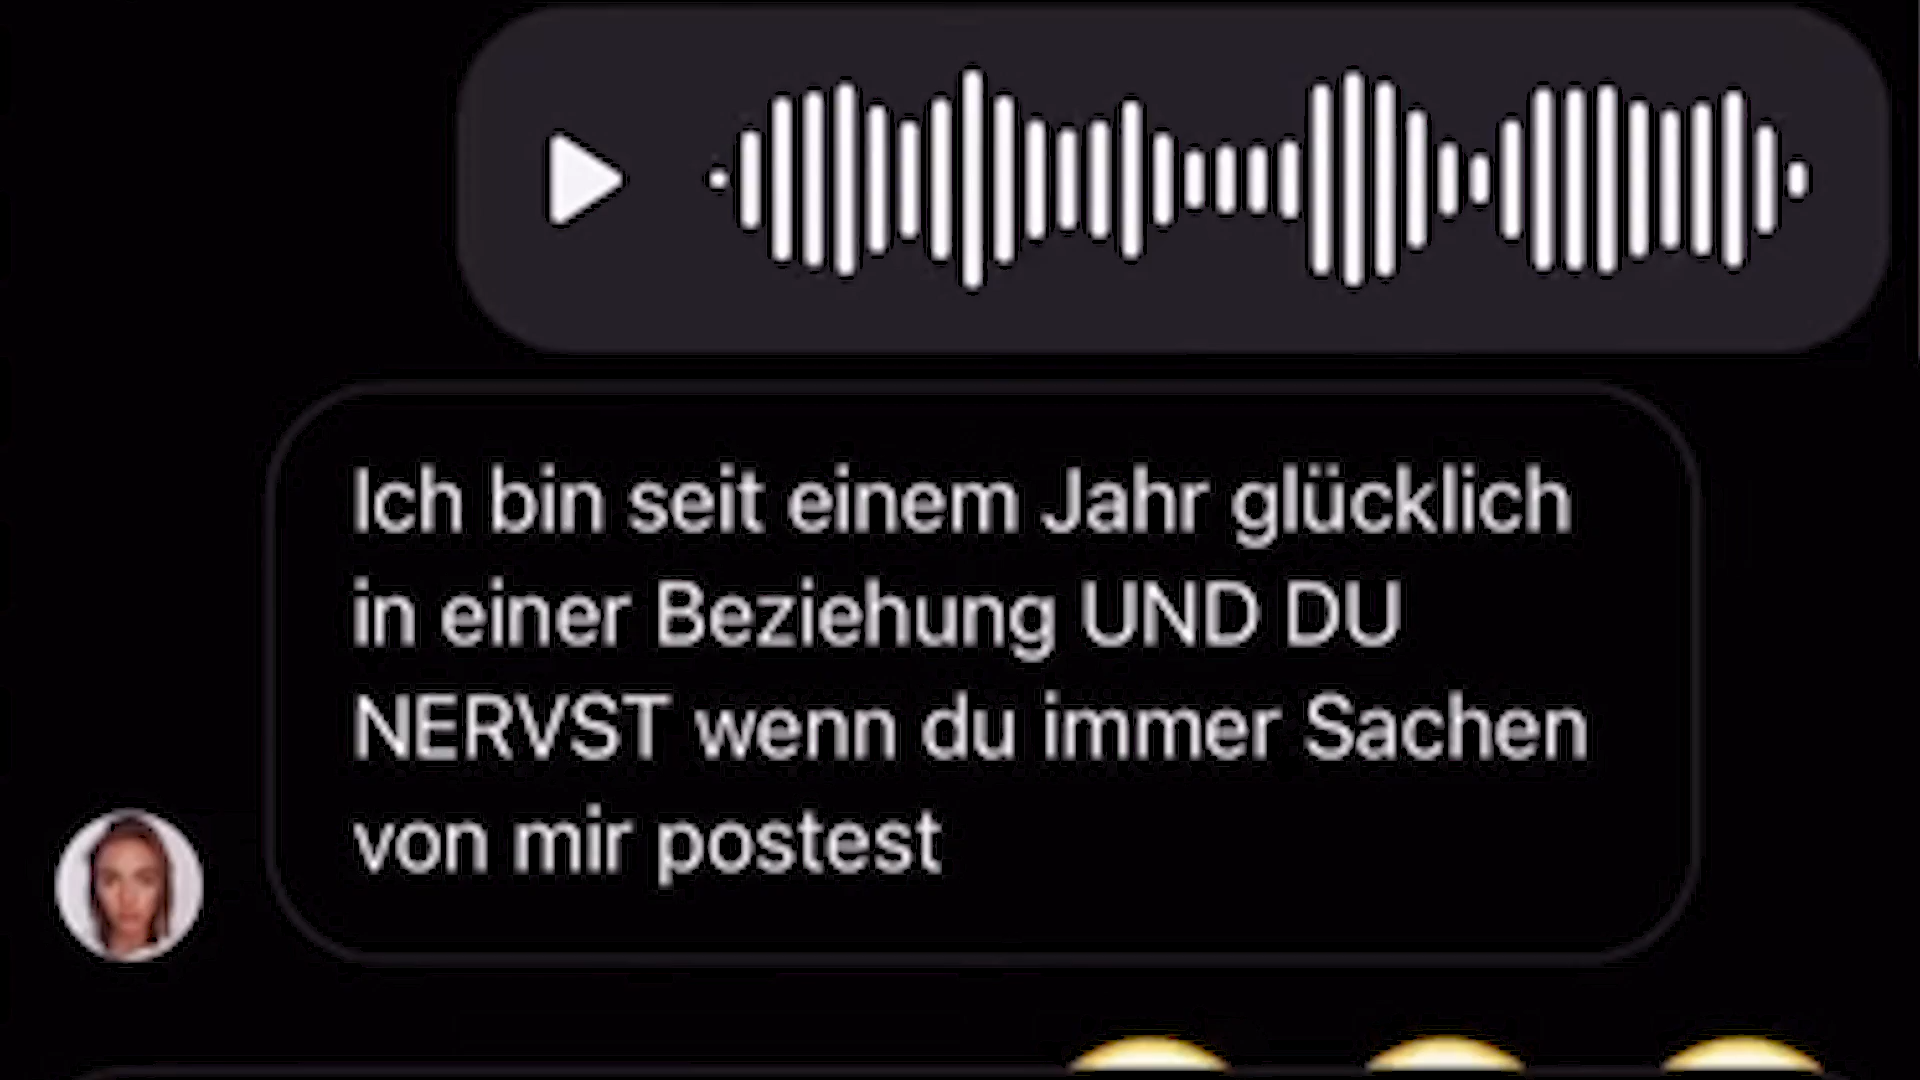 Ich bin seit einem Jahr glücklich
in einer Beziehung UND DU
NERVST wenn du immer Sachen
von mir postest